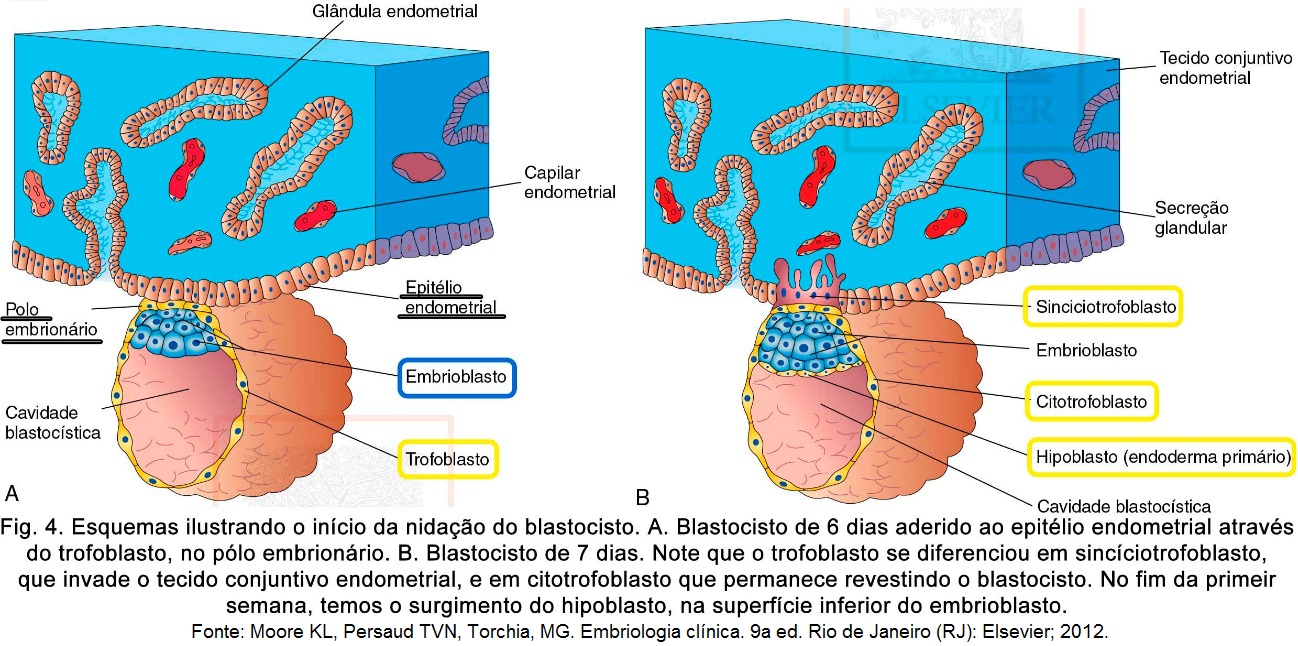 Glândula endometrial
Capilar
endometrial
Epitélio
endometrial
Polo
embrionário
Embrioblasto
Cavidade
blastocística
Trofoblasto
A
ELSEVIER
Tecido conjuntivo
endometrial
Secreção
glandular
Sinciotrofoblasto
Embrioblasto
Citotrofoblasto
Hipoblasto (endoderma primário)
Cavidade blastocística
B
Fig. 4. Esquemas ilustrando o início da nidação do blastocisto. A. Blastocisto de 6 dias aderido ao epitélio endometrial através
do trofoblasto, no pólo embrionário. B. Blastocisto de 7 dias. Note que o trofoblasto se diferenciou em sincíciotrofoblasto,
que invade o tecido conjuntivo endometrial, e em citotrofoblasto que permanece revestindo o blastocisto. No fim da primeir
semana, temos o surgimento do hipoblasto, na superfície inferior do embrioblasto.
Fonte: Moore KL, Persaud TVN, Torchia, MG. Embriologia clínica. 9a ed. Rio de Janeiro (RJ): Elsevier; 2012.